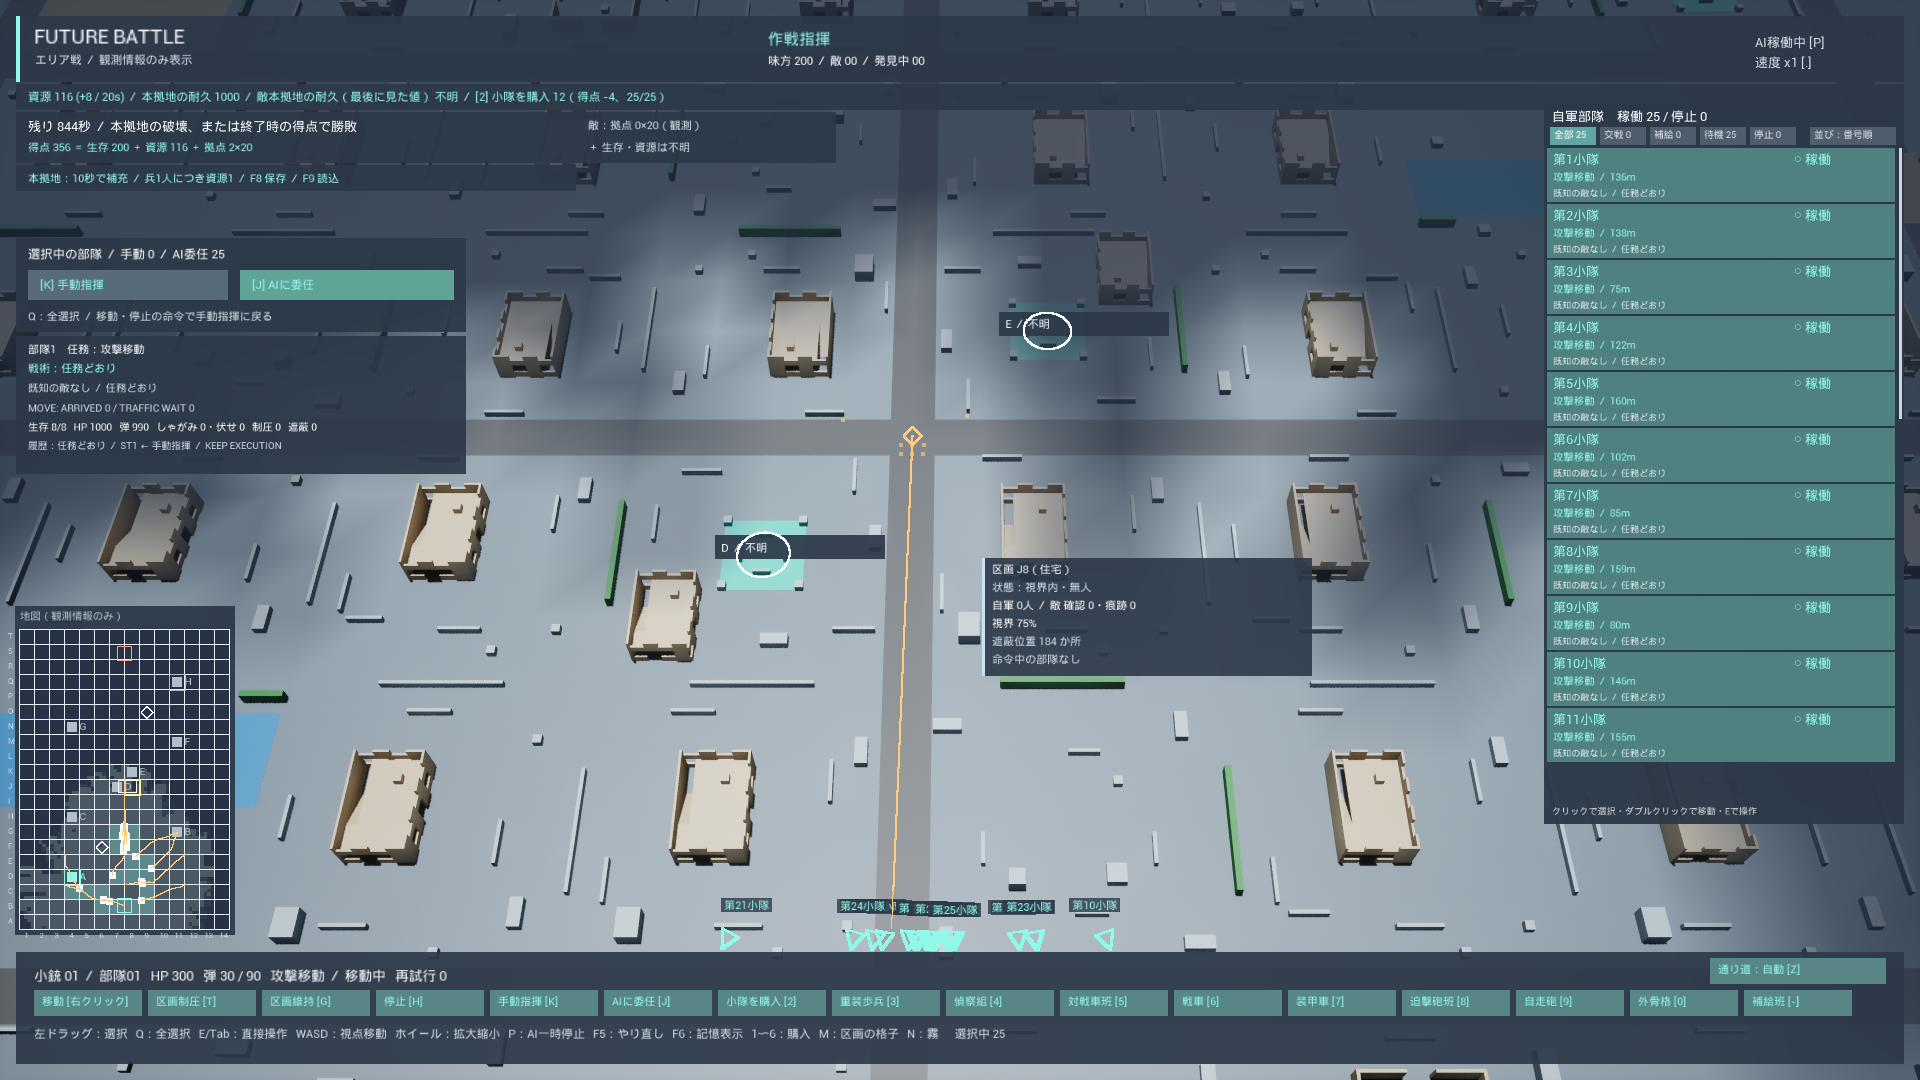 FUTURE BATTLE
エリア戦 / 観測情報のみ表示
作戦指揮
味方 200 / 敵 00 / 発見中 00
AI稼働中 [P]
速度 x1 [.]
資源 116 (+8 / 20s) / 本拠地の耐久 1000 / 敵本拠地の耐久 ( 最後に見た値 ) 不明 / [2] 小隊を購入 12 ( 得点 -4、25/25 )
残り 844秒 / 本拠地の破壊、または終了時の得点で勝敗
得点 356 = 生存 200 + 資源 116 + 拠点 2×20
敵 : 拠点 0×20 ( 観測 )
+ 生存・資源は不明
本拠地 : 10秒で補充 / 兵1人につき資源1 / F8 保存 / F9 読込
選択中の部隊 / 手動 0 / AI委任 25
[K] 手動指揮
[J] AIに委任
Q : 全選択 / 移動・停止の命令で手動指揮に戻る
部隊1 任務 : 攻撃移動
戦術 : 任務どおり
既知の敵なし / 任務どおり
MOVE: ARRIVED 0 / TRAFFIC WAIT 0
生存 8/8 HP 1000 弾 990 しゃがみ 0・伏せ 0 制圧 0 遮蔽 0
履歴 : 任務どおり / ST1 ← 手動指揮 / KEEP EXECUTION
E / 不明
D / 不明
区画 J8 ( 住宅 )
状態 : 視界内・無人
自軍 0人 / 敵 確認 0・痕跡 0
視界 75%
遮蔽位置 184 か所
命令中の部隊なし
自軍部隊 稼働 25 / 停止 0
全部 25
交戦 0
補給 0
待機 25
停止 0
並び : 番号順
第1小隊
○ 稼働
攻撃移動 / 136m
既知の敵なし / 任務どおり
第2小隊
○ 稼働
攻撃移動 / 138m
既知の敵なし / 任務どおり
第3小隊
○ 稼働
攻撃移動 / 75m
既知の敵なし / 任務どおり
第4小隊
○ 稼働
攻撃移動 / 122m
既知の敵なし / 任務どおり
第5小隊
○ 稼働
攻撃移動 / 160m
既知の敵なし / 任務どおり
第6小隊
○ 稼働
攻撃移動 / 102m
既知の敵なし / 任務どおり
第7小隊
○ 稼働
攻撃移動 / 85m
既知の敵なし / 任務どおり
第8小隊
○ 稼働
攻撃移動 / 159m
既知の敵なし / 任務どおり
第9小隊
○ 稼働
攻撃移動 / 80m
既知の敵なし / 任務どおり
第10小隊
○ 稼働
攻撃移動 / 146m
既知の敵なし / 任務どおり
第11小隊
○ 稼働
攻撃移動 / 155m
既知の敵なし / 任務どおり
クリックで選択・ダブルクリックで移動・Eで操作
地図 ( 観測情報のみ )
T
S
R
Q
P
O
N
M
L
K
J
I
H
G
F
E
D
C
B
A
H
G
F
E
D
C
B
A
1 2 3 4 5 6 7 8 9 10 11 12 13 14
第21小隊
第24小隊
第
第
第25小隊
第
第23小隊
第10小隊
小銃 01 / 部隊01 HP 300 弾 30 / 90 攻撃移動 / 移動中 再試行 0
通り道 : 自動 [Z]
移動 [右クリック]
区画制圧 [T]
区画維持 [G]
停止 [H]
手動指揮 [K]
AIに委任 [J]
小隊を購入 [2]
重装歩兵 [3]
偵察組 [4]
対戦車班 [5]
戦車 [6]
装甲車 [7]
迫撃砲班 [8]
自走砲 [9]
外骨格 [0]
補給班 [-]
左ドラッグ : 選択 Q : 全選択 E/Tab : 直接操作 WASD : 視点移動 ホイール : 拡大縮小 P : AI一時停止 F5 : やり直し F6 : 記憶表示 1〜6 : 購入 M : 区画の格子 N : 霧 選択中 25